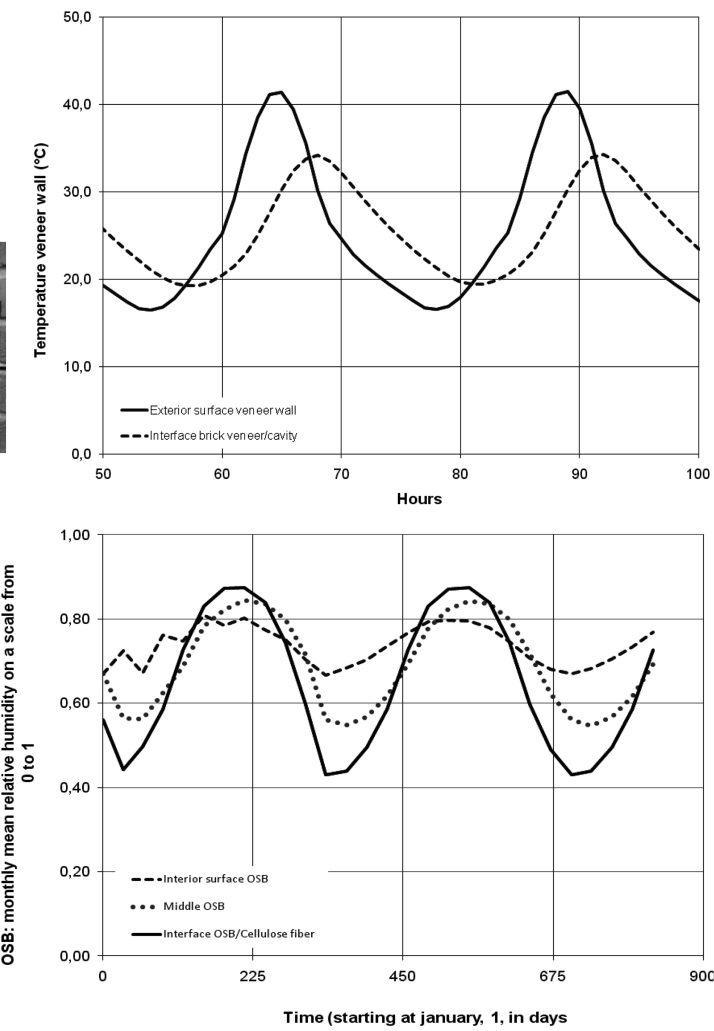 50,0
40,0
30,0
20,0
10,0
0,0
Temperature veneer wall (°C)
Exterior surface veneer wall
Interface brick veneer/cavity
50 60 70 80 90 100
Hours
1,00
0,80
0,60
0,40
0,20
0,00
OSB: monthly mean relative humidity on a scale from
0 to 1
Interior surface OSB
Middle OSB
Interface OSB/Cellulose fiber
0 225 450 675 900
Time (starting at january, 1, in days